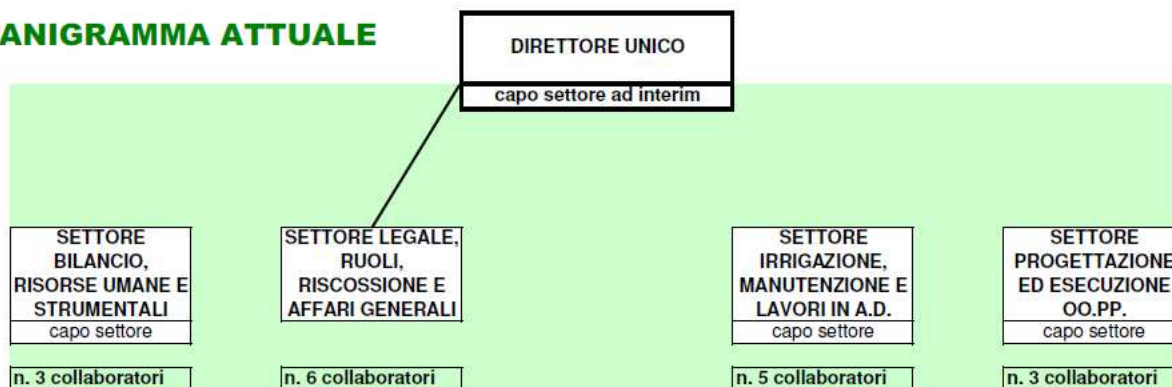 ANIGRAMMA ATTUALE
DIRETTORE UNICO
capo settore ad interim
SETTORE
BILANCIO,
RISORSE UMANE E
STRUMENTALI
capo settore
n. 3 collaboratori
SETTORE LEGALE,
RUOLI,
RISCOSSIONE E
AFFARI GENERALI
n. 6 collaboratori
SETTORE
IRRIGAZIONE,
MANUTENZIONE E
LAVORI IN A.D.
capo settore
n. 5 collaboratori
SETTORE
PROGETTAZIONE
ED ESECUZIONE
OO.PP.
capo settore
n. 3 collaboratori